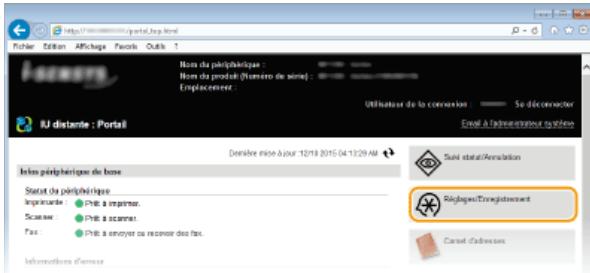 /portal_top.html
Fichier Edition Affichage Favoris Outils ?
Nom du périphérique :
Nom du produit (Numéro de série) :
Emplacement :
Utilisateur de la connexion : Se déconnecter
IU distante : Portail
Email à l'administrateur système
Dernière mise à jour :12/18 2015 04:13:29 AM
Infos périphérique de base
Statut du périphérique
Imprimante : Prêt à imprimer.
Scanner : Prêt à scanner.
Fax : Prêt à envoyer ou recevoir des fax.
Informations d'erreur
Suivi statut/Annulation
Réglages/Enregistrement
Carnet d'adresses